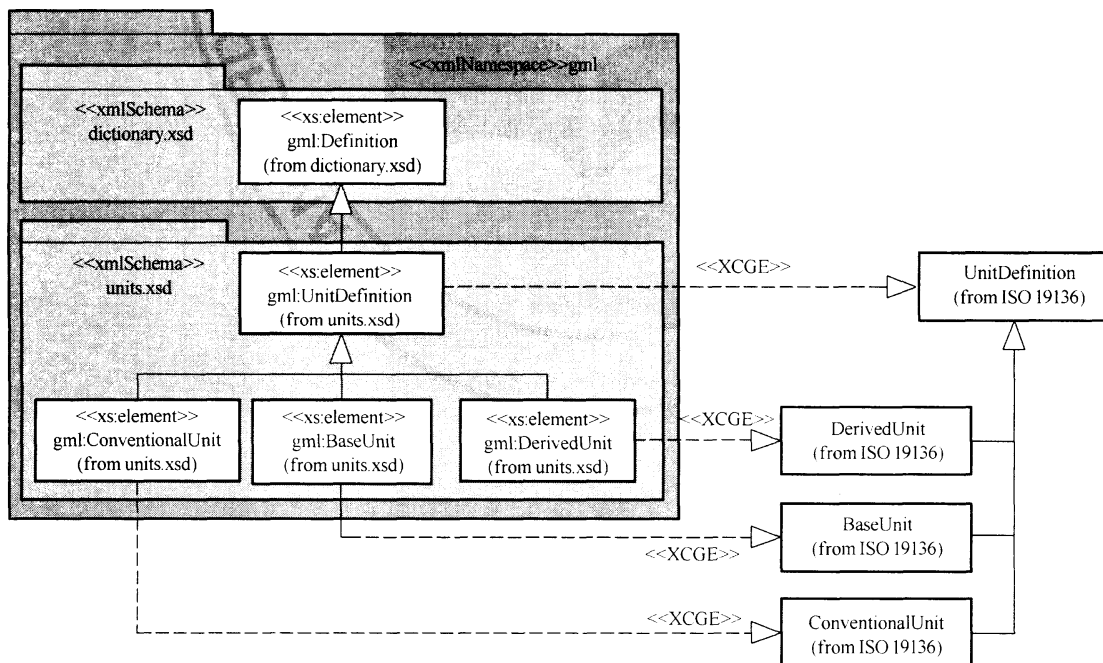 <<xmlNamespace>>gml
<<xmlSchema>>
dictionary.xsd
<<xs:element>>
gml:Definition
(from dictionary.xsd)
<<xmlSchema>>
units.xsd
<<xs:element>>
gml:UnitDefinition
(from units.xsd)
<<XCGE>>
UnitDefinition
(from ISO 19136)
<<xs:element>>
gml:ConventionalUnit
(from units.xsd)
<<xs:element>>
gml:BaseUnit
(from units.xsd)
<<xs:element>>
gml:DerivedUnit
(from units.xsd)
<<XCGE>>
DerivedUnit
(from ISO 19136)
<<XCGE>>
BaseUnit
(from ISO 19136)
<<XCGE>>
ConventionalUnit
(from ISO 19136)